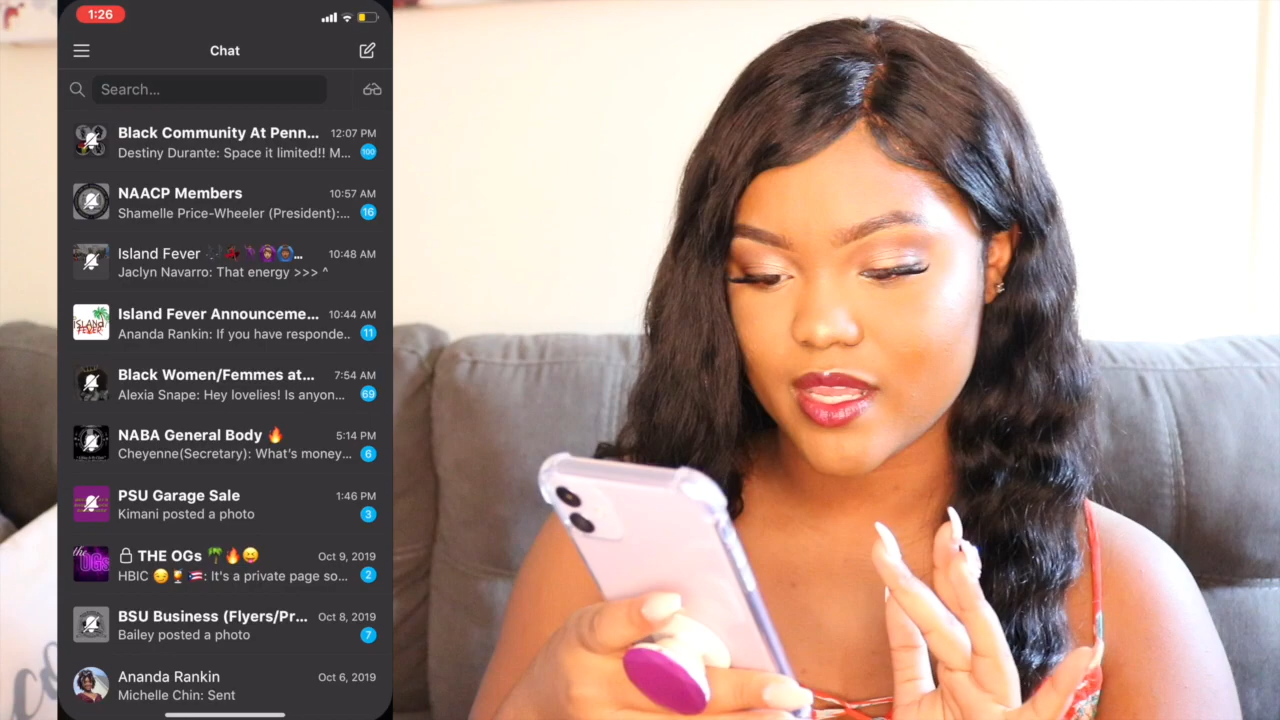 1:26
Chat
Search...
Black Community At Penn... 12:07 PM
Destiny Durante: Space it limited!! M... 100
NAACP Members 10:57 AM
Shamelle Price-Wheeler (President):... 16
Island Fever ... 10:48 AM
Jaclyn Navarro: That energy >>> ^
ISLAND FEVER
Island Fever Announceme... 10:44 AM
Ananda Rankin: If you have responde.. 11
Black Women/Femmes at... 7:54 AM
Alexia Snape: Hey lovelies! Is anyon... 69
NABA General Body 🔥 5:14 PM
Cheyenne(Secretary): What's money... 6
PSU Garage Sale 1:46 PM
Kimani posted a photo 3
the OGs
THE OGs 🌴🔥😛 Oct 9, 2019
HBIC 😏🍹🇵🇷: It's a private page so... 2
BSU Business (Flyers/Pr... Oct 8, 2019
Bailey posted a photo 7
Ananda Rankin Oct 6, 2019
Michelle Chin: Sent